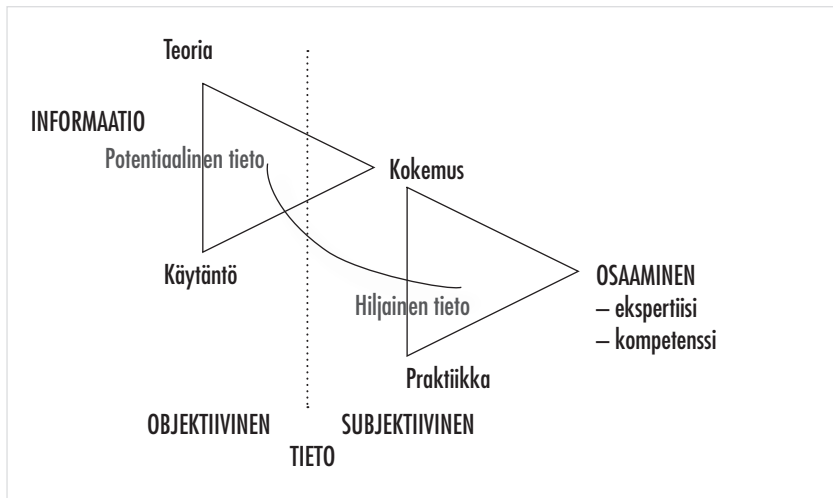 Teoria
INFORMAATIO
Potentiaalinen tieto
Kokemus
Käytäntö
Hiljainen tieto
OSAAMINEN
– ekspertiisi
– kompetenssi
Praktiikka
OBJEKTIIVINEN SUBJEKTIIVINEN
TIETO